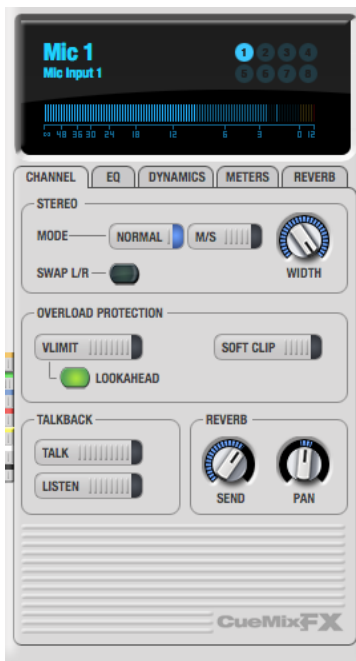 Mic 1
Mic Input 1
1 2 3 4
5 6 7 8
∞ 48 36 30 24 18 12 6 3 0 12
CHANNEL EQ DYNAMICS METERS REVERB
STEREO
MODE NORMAL M/S
SWAP L/R WIDTH
OVERLOAD PROTECTION
VLIMIT SOFT CLIP
LOOKAHEAD
TALKBACK REVERB
TALK
LISTEN SEND PAN
CueMixFX